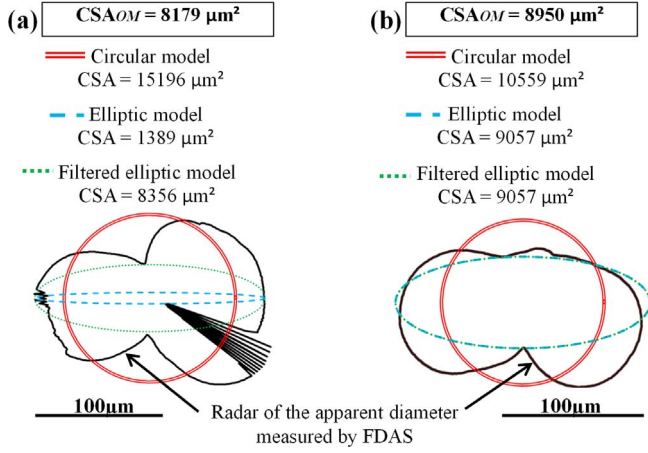 (a)
CSAOM = 8179 µm²
Circular model
CSA = 15196 µm²
Elliptic model
CSA = 1389 µm²
Filtered elliptic model
CSA = 8356 µm²
100µm
(b)
CSAOM = 8950 µm²
Circular model
CSA = 10559 µm²
Elliptic model
CSA = 9057 µm²
Filtered elliptic model
CSA = 9057 µm²
100µm
Radar of the apparent diameter
measured by FDAS